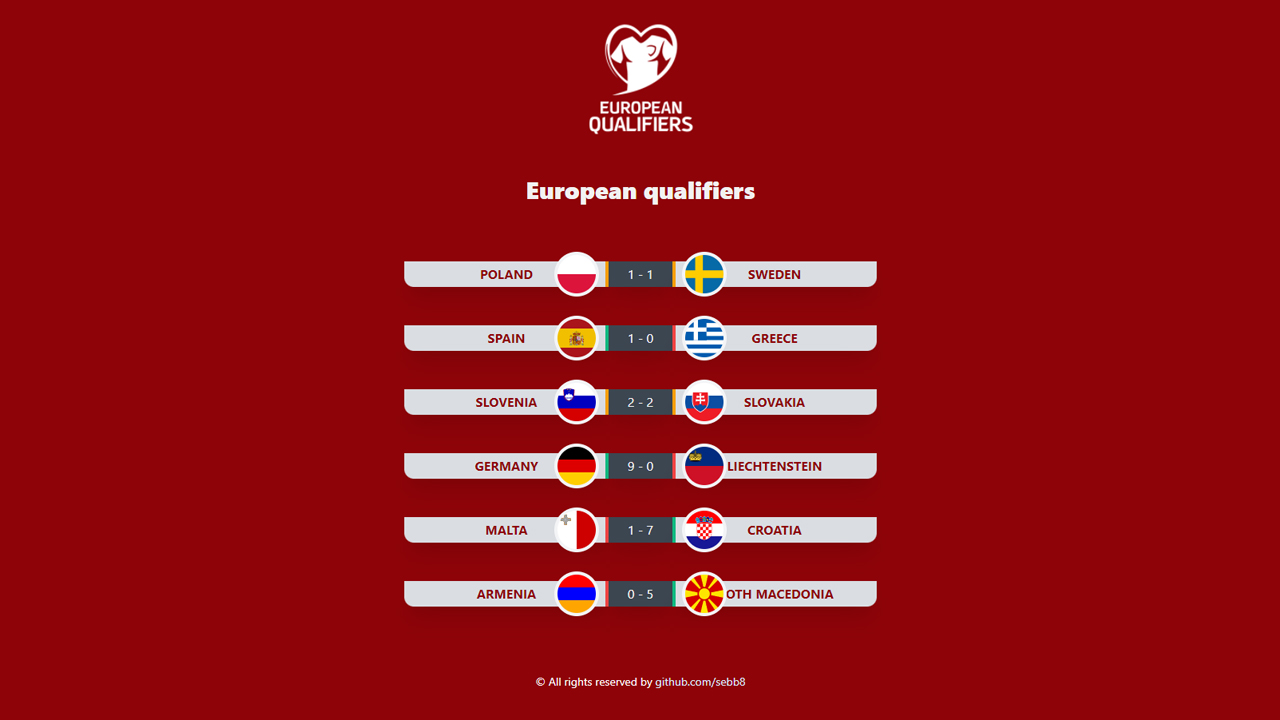 EUROPEAN
QUALIFIERS
European qualifiers
POLAND 1 - 1 SWEDEN
SPAIN 1 - 0 GREECE
SLOVENIA 2 - 2 SLOVAKIA
GERMANY 9 - 0 LIECHTENSTEIN
MALTA 1 - 7 CROATIA
ARMENIA 0 - 5 OTH MACEDONIA
© All rights reserved by github.com/sebb8